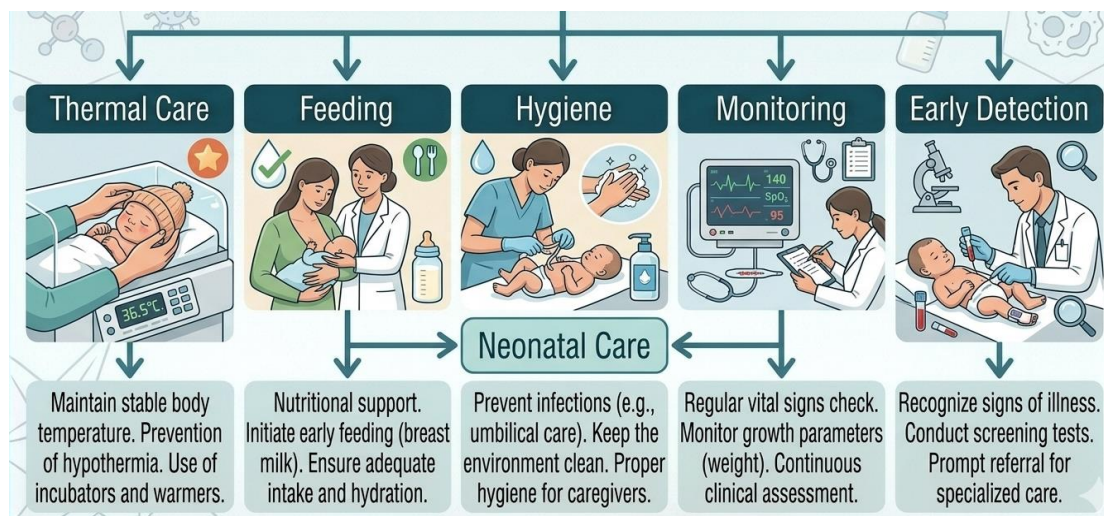 Thermal Care
Feeding
Hygiene
Monitoring
Early Detection
36.5°C.
140
SpO₂
95
Neonatal Care
Maintain stable body
temperature. Prevention
of hypothermia. Use of
incubators and warmers.
Nutritional support.
Initiate early feeding (breast
milk). Ensure adequate
intake and hydration.
Prevent infections (e.g.,
umbilical care). Keep the
environment clean. Proper
hygiene for caregivers.
Regular vital signs check.
Monitor growth parameters
(weight). Continuous
clinical assessment.
Recognize signs of illness.
Conduct screening tests.
Prompt referral for
specialized care.